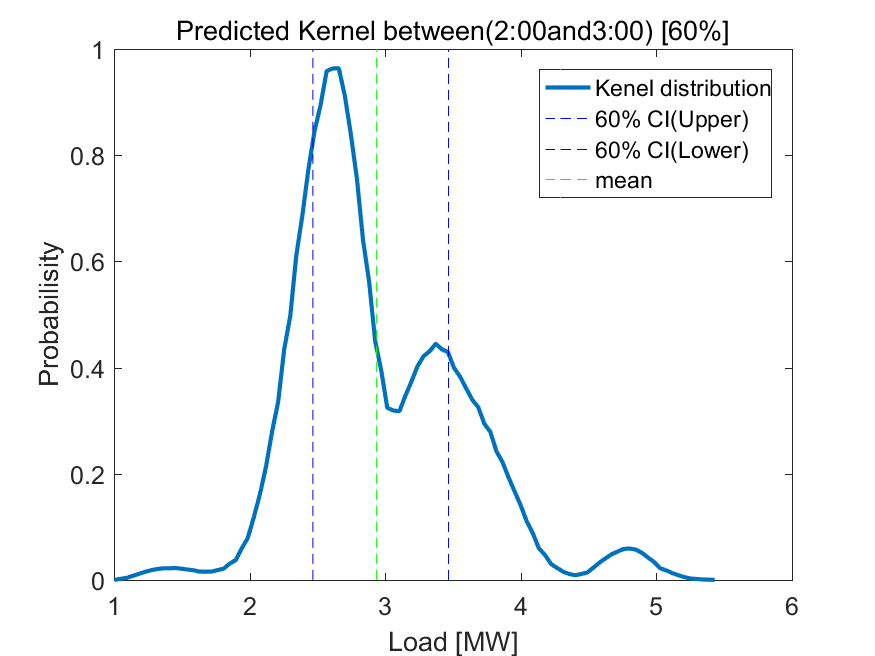 Predicted Kernel between(2:00and3:00) [60%]
1
0.8
0.6
0.4
0.2
0
Probabilisity
Kenel distribution
60% CI(Upper)
60% CI(Lower)
mean
1 2 3 4 5 6
Load [MW]